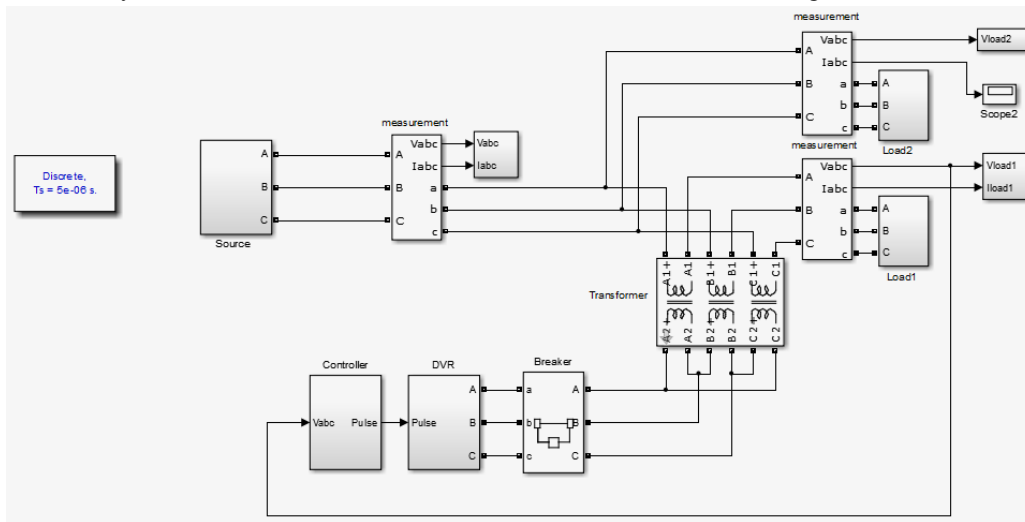 measurement
Vabc
A
Iabc
B
a
A
b
B
C
c
C
Load2
Vload2
Scope2
measurement
Vabc
A
Iabc
B
a
A
b
B
C
c
C
Load1
Vload1
Iload1
Discrete,
Ts = 5e-06 s.
A
B
C
Source
measurement
Vabc
A
Iabc
B
a
b
C
c
Vabc
Iabc
Transformer
A1+
A1
B1+
B1
C1+
C1
A2+
A2
B2+
B2
C2+
C2
Controller
Vabc
Pulse
DVR
Pulse
A
B
C
Breaker
a
A
b
B
c
C